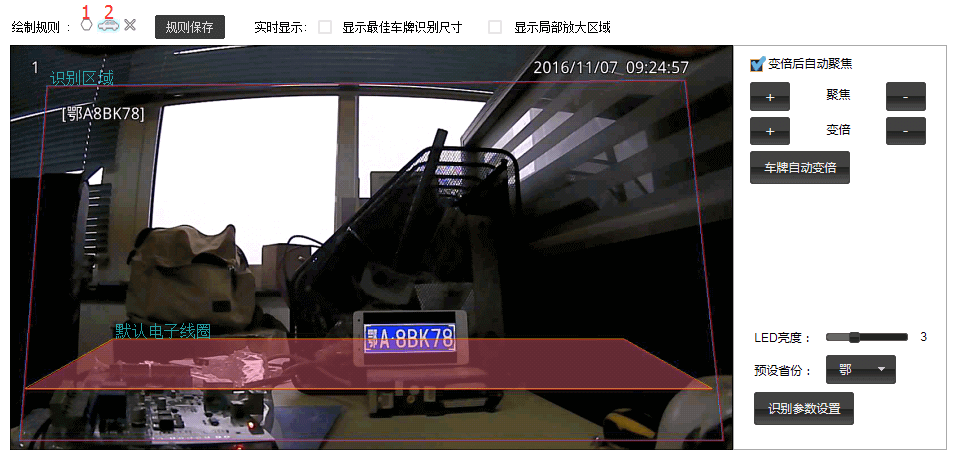 1 2
绘制规则 : 规则保存 实时显示: 显示最佳车牌识别尺寸 显示局部放大区域
1 2016/11/07 09:24:57
识别区域
[鄂A8BK78]
默认电子线圈
鄂A·8BK78
变倍后自动聚焦
+ 聚焦 -
+ 变倍 -
车牌自动变倍
LED亮度: 3
预设省份: 鄂
识别参数设置